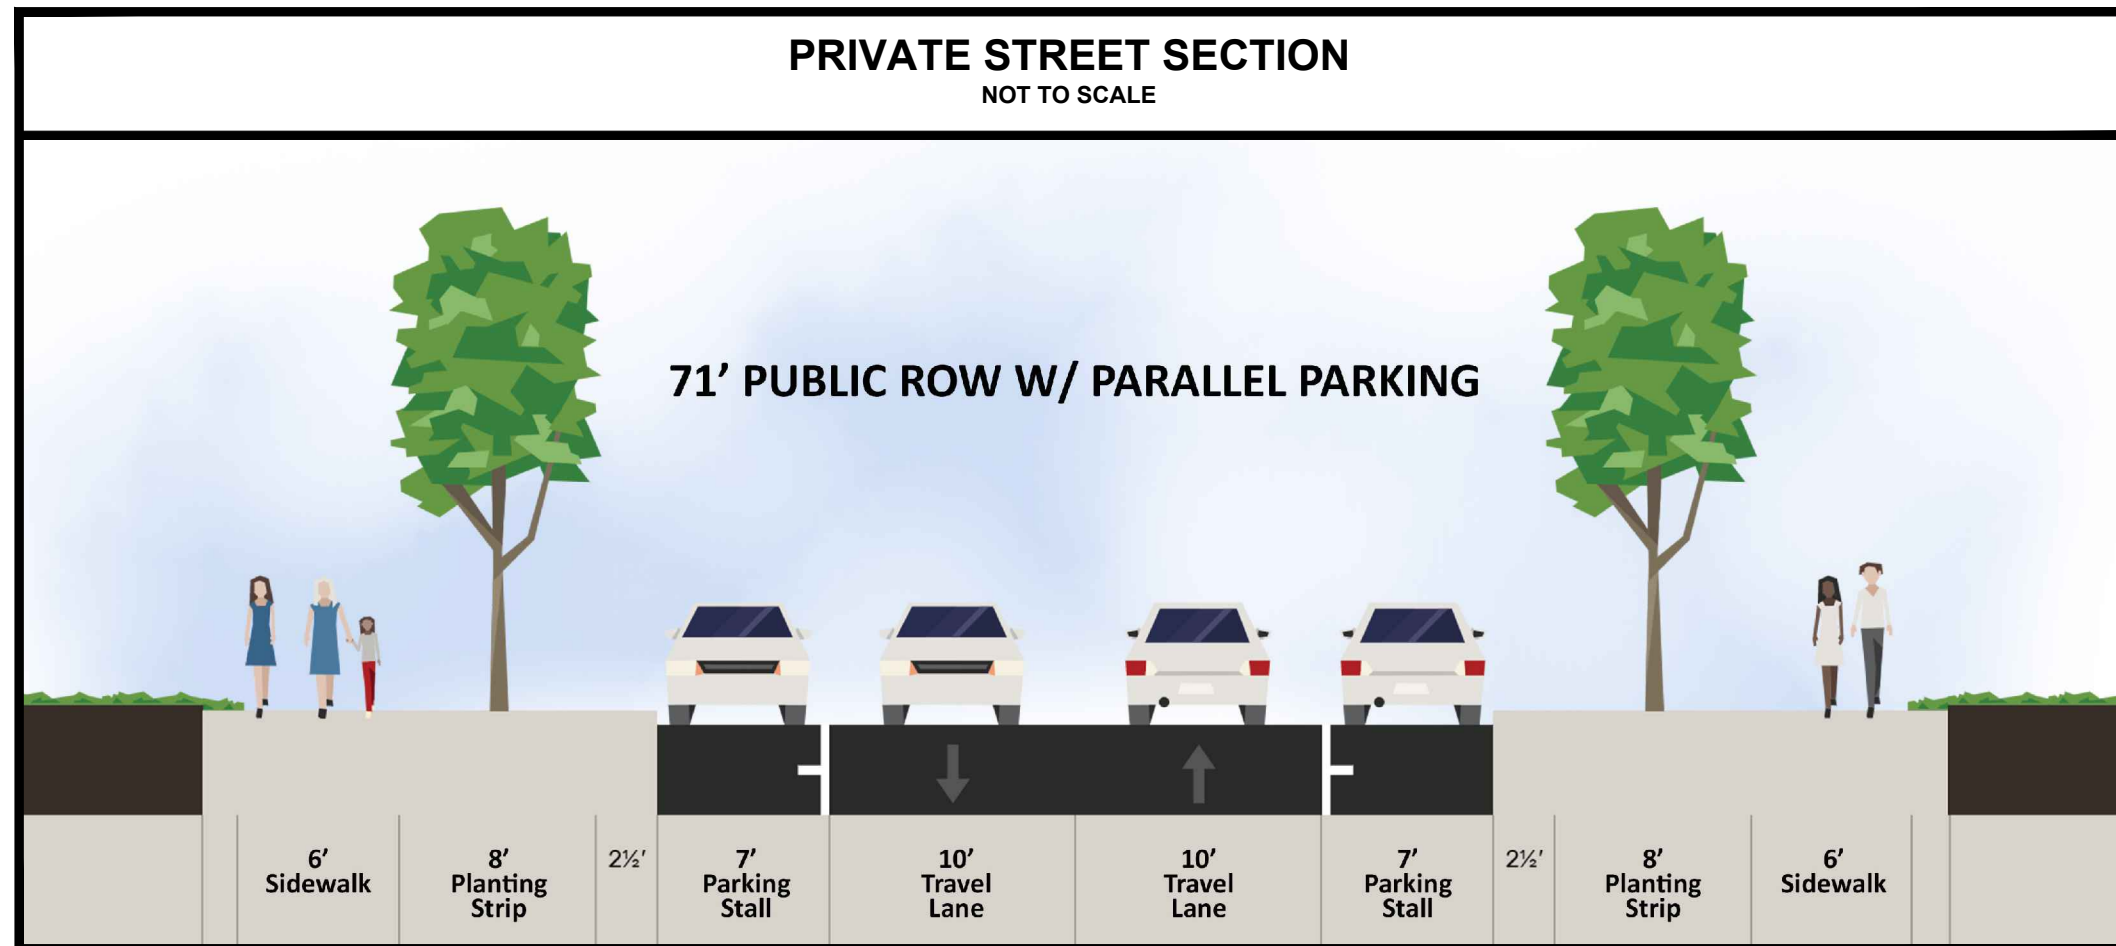 PRIVATE STREET SECTION
NOT TO SCALE
71’ PUBLIC ROW W/ PARALLEL PARKING
6’
Sidewalk
8’
Planting
Strip
2½’
7’
Parking
Stall
10’
Travel
Lane
10’
Travel
Lane
7’
Parking
Stall
2½’
8’
Planting
Strip
6’
Sidewalk